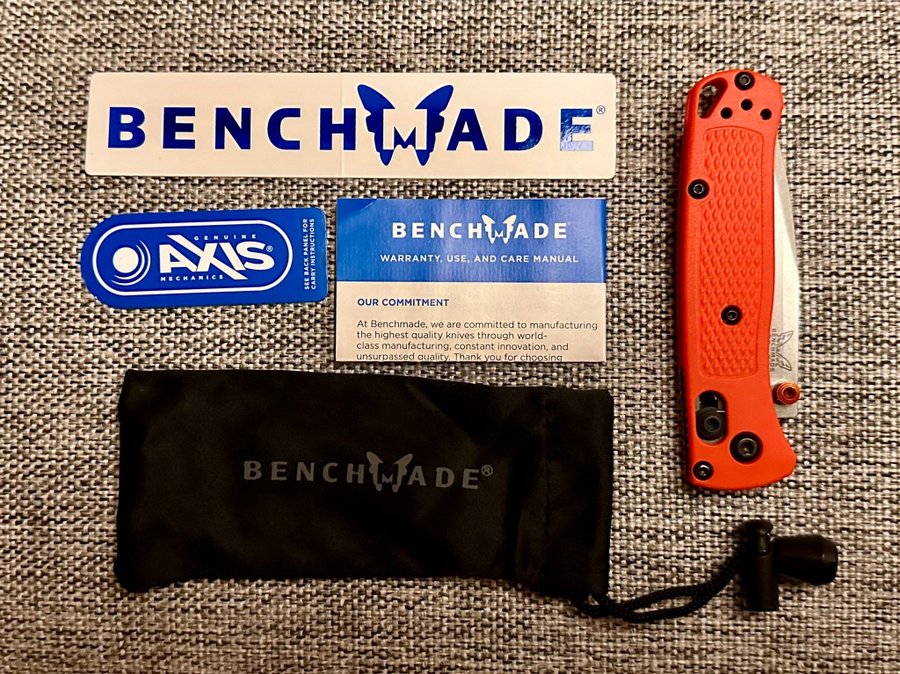 BENCHMADE®
GENUINE
AXIS®
MECHANICS
SEE BACK PANEL FOR
CARRY INSTRUCTIONS
BENCHMADE
WARRANTY, USE, AND CARE MANUAL
OUR COMMITMENT
At Benchmade, we are committed to manufacturing
the highest quality knives through world-
class manufacturing, constant innovation, and
unsurpassed quality. Thank you for choosing
BENCHMADE®
BENCHMADE